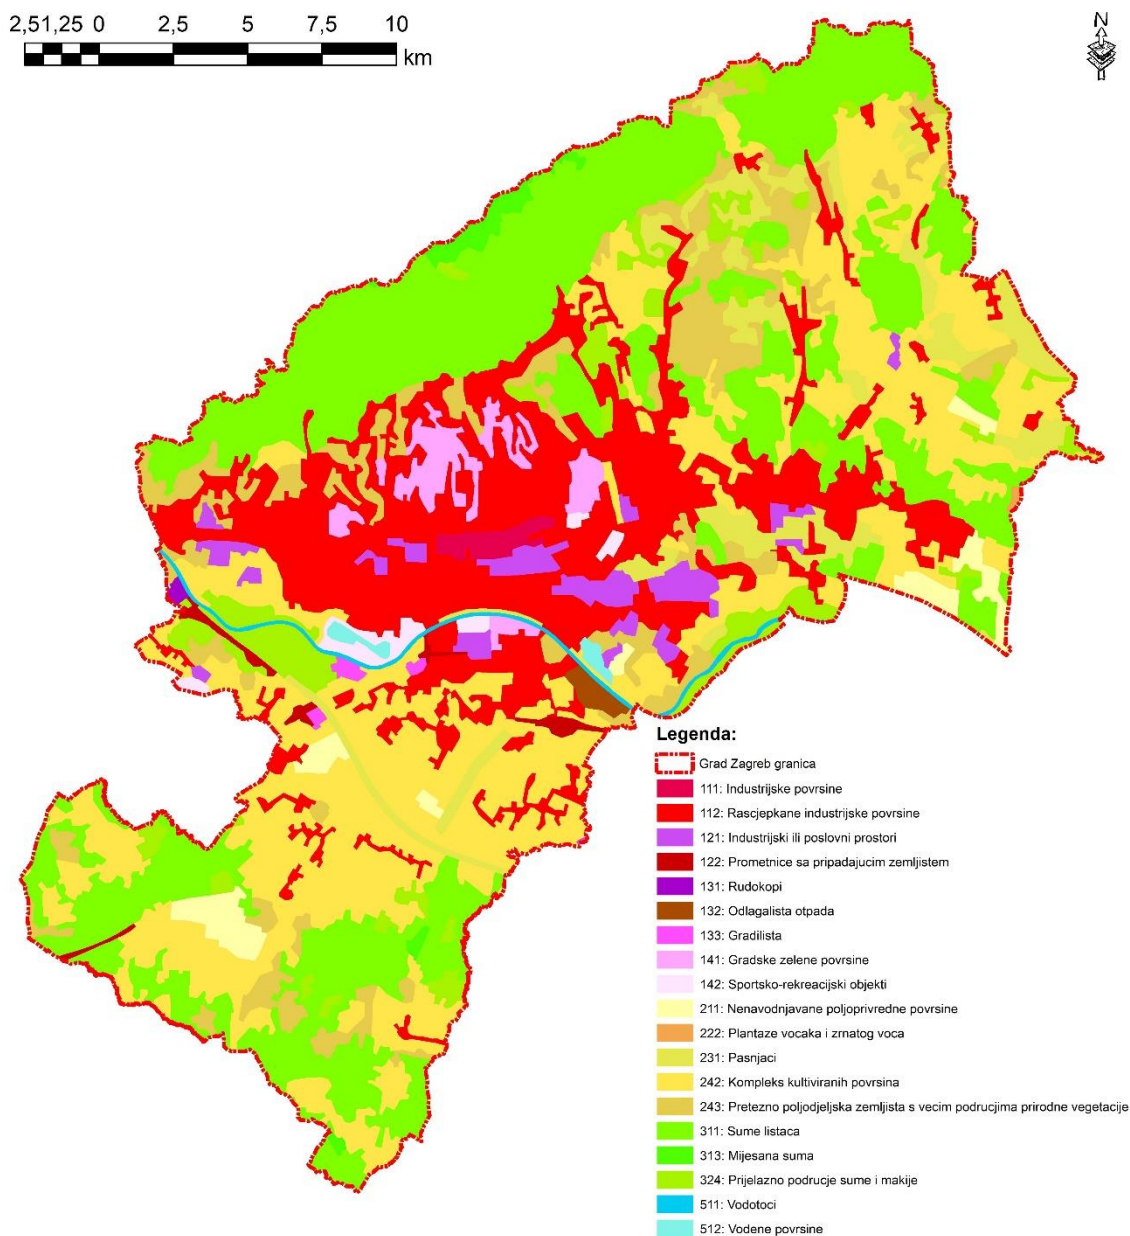 2,51,25 0 2,5 5 7,5 10
km
N
Legenda:
Grad Zagreb granica
111: Industrijske povrsine
112: Rascjepkane industrijske povrsine
121: Industrijski ili poslovni prostori
122: Prometnice sa pripadajucim zemljistem
131: Rudokopi
132: Odlagalista otpada
133: Gradilista
141: Gradske zelene povrsine
142: Sportsko-rekreacijski objekti
211: Nenavodnjavane poljoprivredne povrsine
222: Plantaze vocaka i zrnatog voca
231: Pasnjaci
242: Kompleks kultiviranih povrsina
243: Pretezno poljodjeljska zemljista s vecim podrucjima prirodne vegetacije
311: Sume listaca
313: Mijesana suma
324: Prijelazno podrucje sume i makije
511: Vodotoci
512: Vodene povrsine